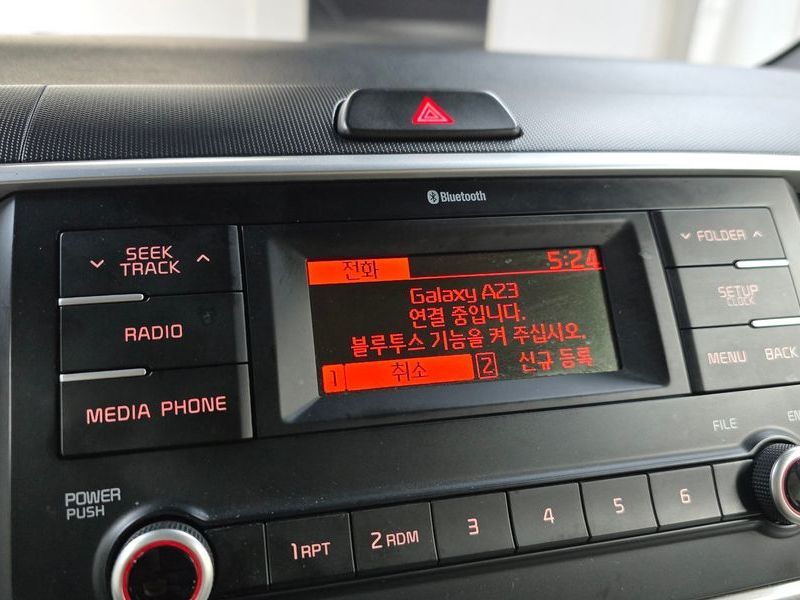 Bluetooth
SEEK
TRACK
RADIO
MEDIA PHONE
전화 5:24
Galaxy A23
연결 중입니다.
블루투스 기능을 켜 주십시오.
1 취소 2 신규 등록
FOLDER
SETUP
CLOCK
MENU BACK
FILE
POWER
PUSH
1 RPT 2 RDM 3 4 5 6